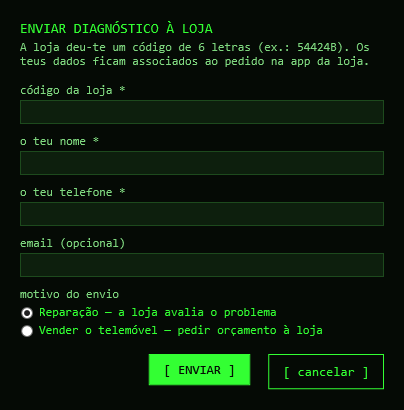 ENVIAR DIAGNÓSTICO À LOJA
A loja deu-te um código de 6 letras (ex.: 54424B). Os
teus dados ficam associados ao pedido na app da loja.
código da loja *
o teu nome *
o teu telefone *
email (opcional)
motivo do envio
Reparação — a loja avalia o problema
Vender o telemóvel — pedir orçamento à loja
[ ENVIAR ]
[ cancelar ]